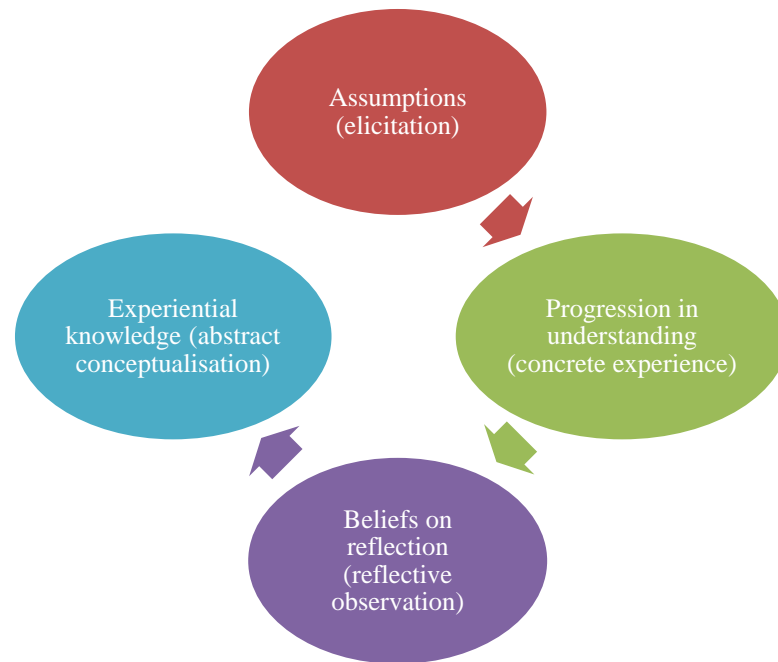 Assumptions
(elicitation)
Progression in
understanding
(concrete experience)
Beliefs on
reflection
(reflective
observation)
Experiential
knowledge (abstract
conceptualisation)